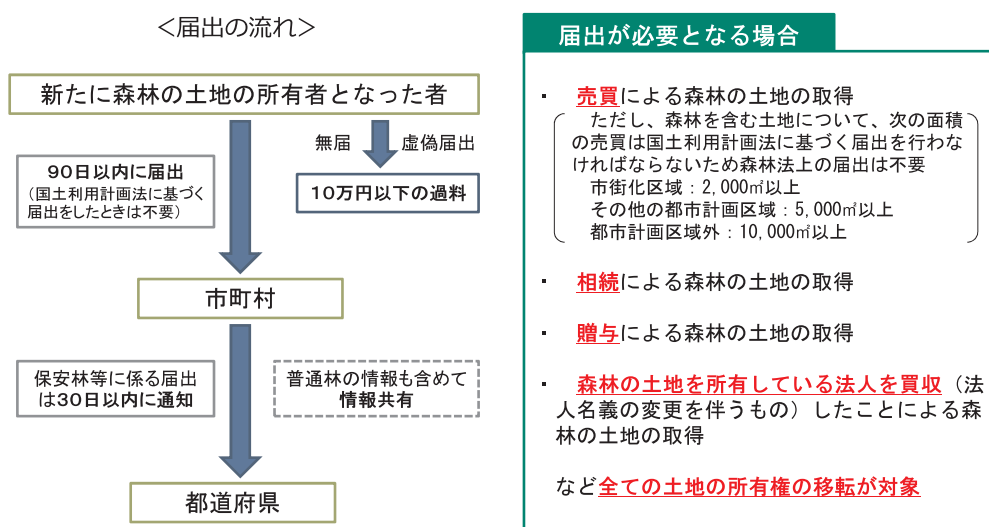 ＜届出の流れ＞
新たに森林の土地の所有者となった者
無届
虚偽届出
90日以内に届出
（国土利用計画法に基づく
届出をしたときは不要）
10万円以下の過料
市町村
保安林等に係る届出
は30日以内に通知
普通林の情報も含めて
情報共有
都道府県
届出が必要となる場合
・ 売買による森林の土地の取得
ただし、森林を含む土地について、次の面積
の売買は国土利用計画法に基づく届出を行わな
ければならないため森林法上の届出は不要
市街化区域：2,000㎡以上
その他の都市計画区域：5,000㎡以上
都市計画区域外：10,000㎡以上
・ 相続による森林の土地の取得
・ 贈与による森林の土地の取得
・ 森林の土地を所有している法人を買収（法
人名義の変更を伴うもの）したことによる森
林の土地の取得
など全ての土地の所有権の移転が対象